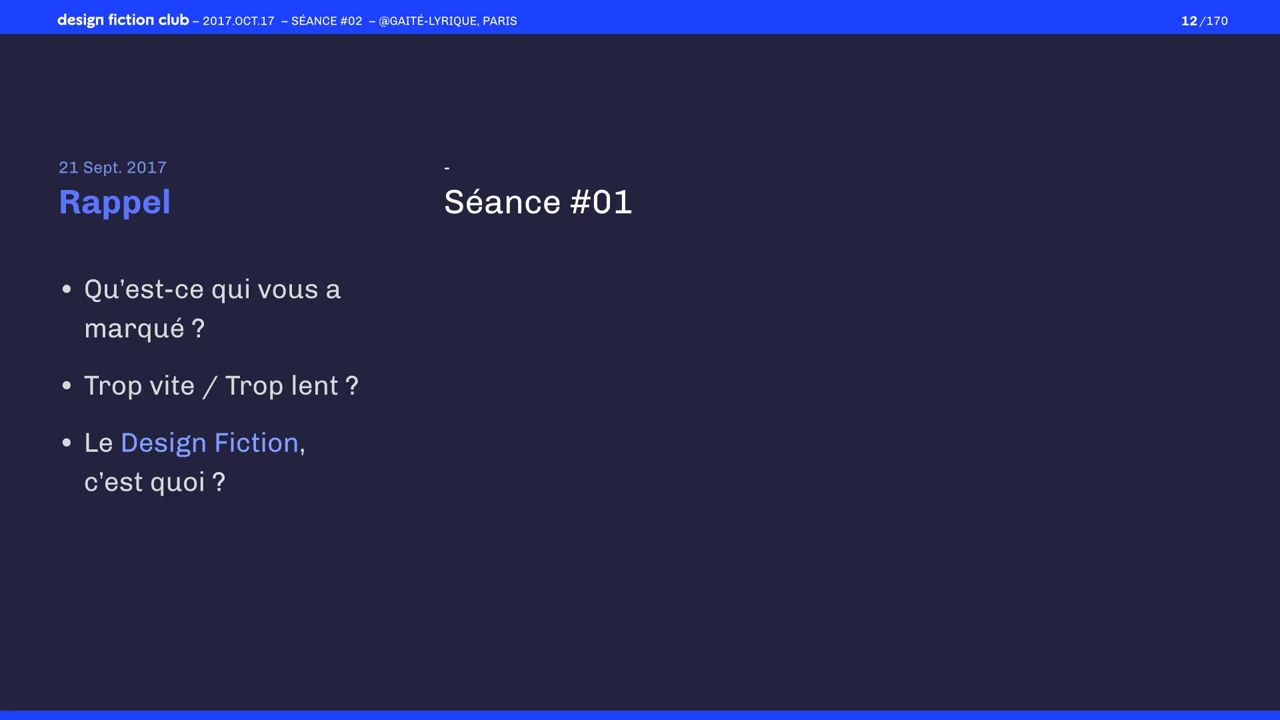 design fiction club – 2017.OCT.17 – SÉANCE #02 – @GAITÉ-LYRIQUE, PARIS
12/170
21 Sept. 2017
Rappel
-
Séance #01
• Qu’est-ce qui vous a
marqué ?
• Trop vite / Trop lent ?
• Le Design Fiction,
c’est quoi ?